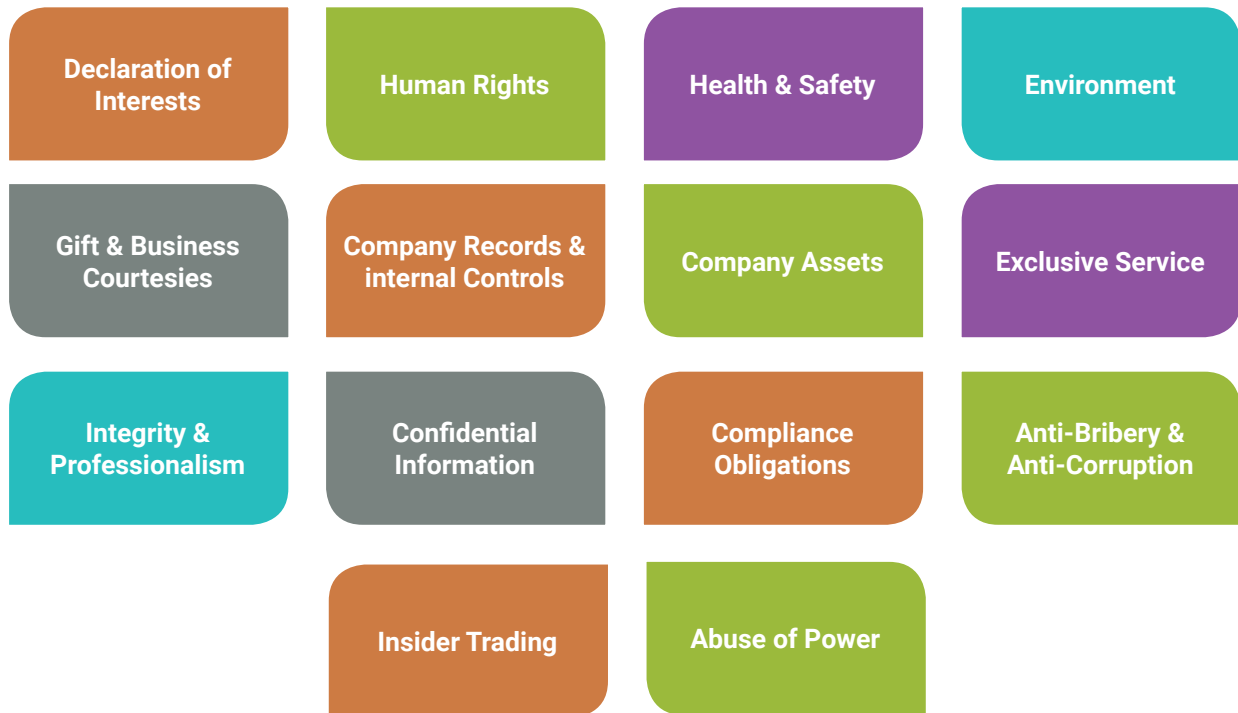 Declaration of
Interests
Human Rights
Health & Safety
Environment
Gift & Business
Courtesies
Company Records &
internal Controls
Company Assets
Exclusive Service
Integrity &
Professionalism
Confidential
Information
Compliance
Obligations
Anti-Bribery &
Anti-Corruption
Insider Trading
Abuse of Power